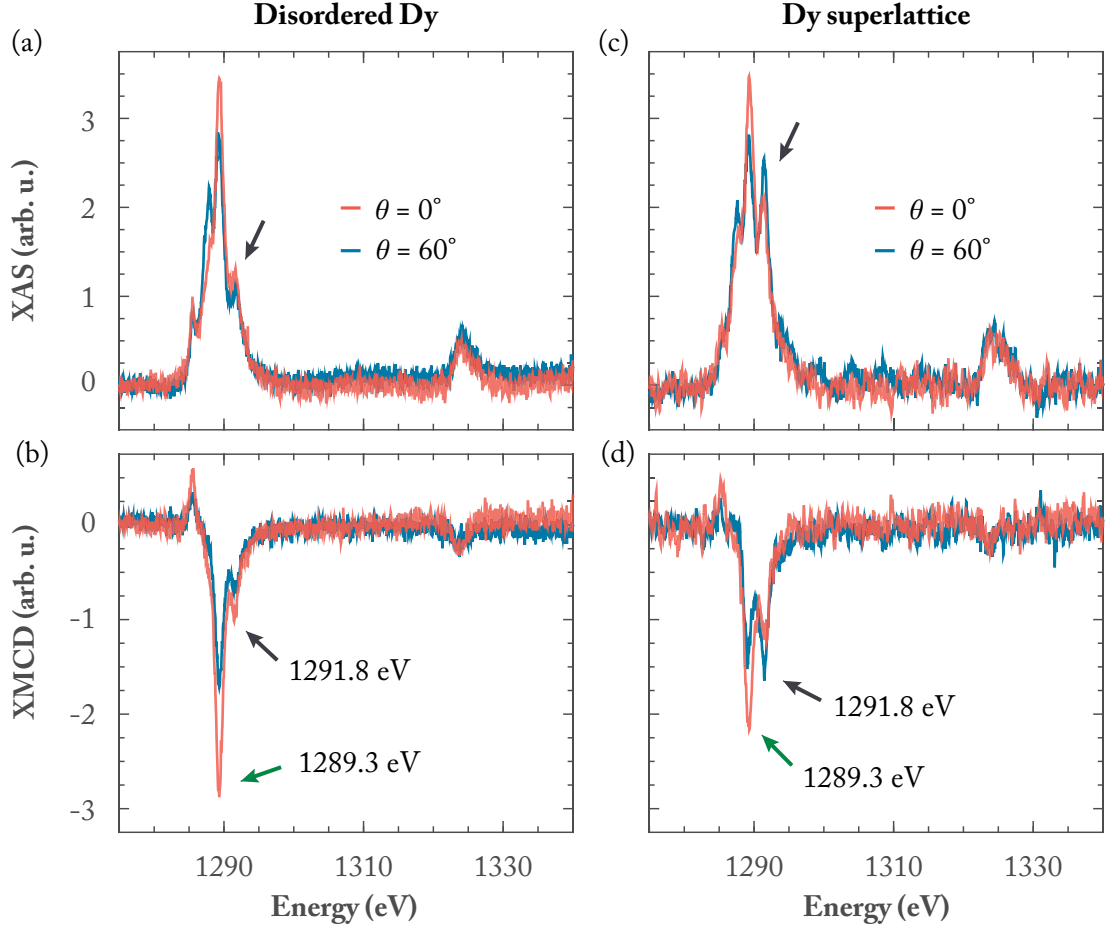 Disordered Dy
Dy superlattice
(a)
(c)
XAS (arb. u.)
3
2
1
0
θ = 0°
θ = 60°
θ = 0°
θ = 60°
(b)
(d)
XMCD (arb. u.)
0
-1
-2
-3
1291.8 eV
1289.3 eV
1291.8 eV
1289.3 eV
1290
1310
1330
1290
1310
1330
Energy (eV)
Energy (eV)